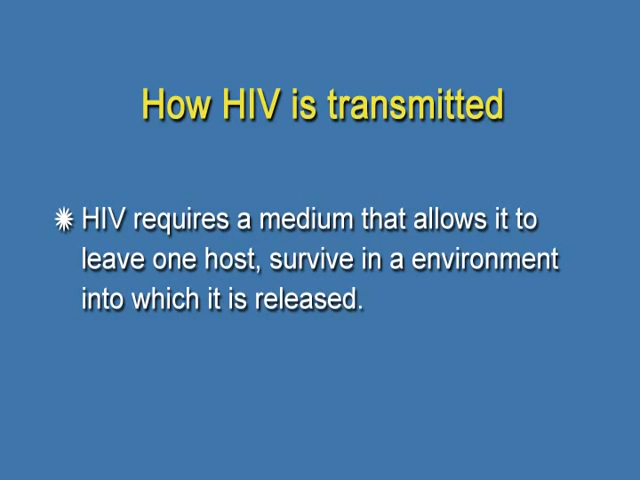 How HIV is transmitted
HIV requires a medium that allows it to
leave one host, survive in a environment
into which it is released.